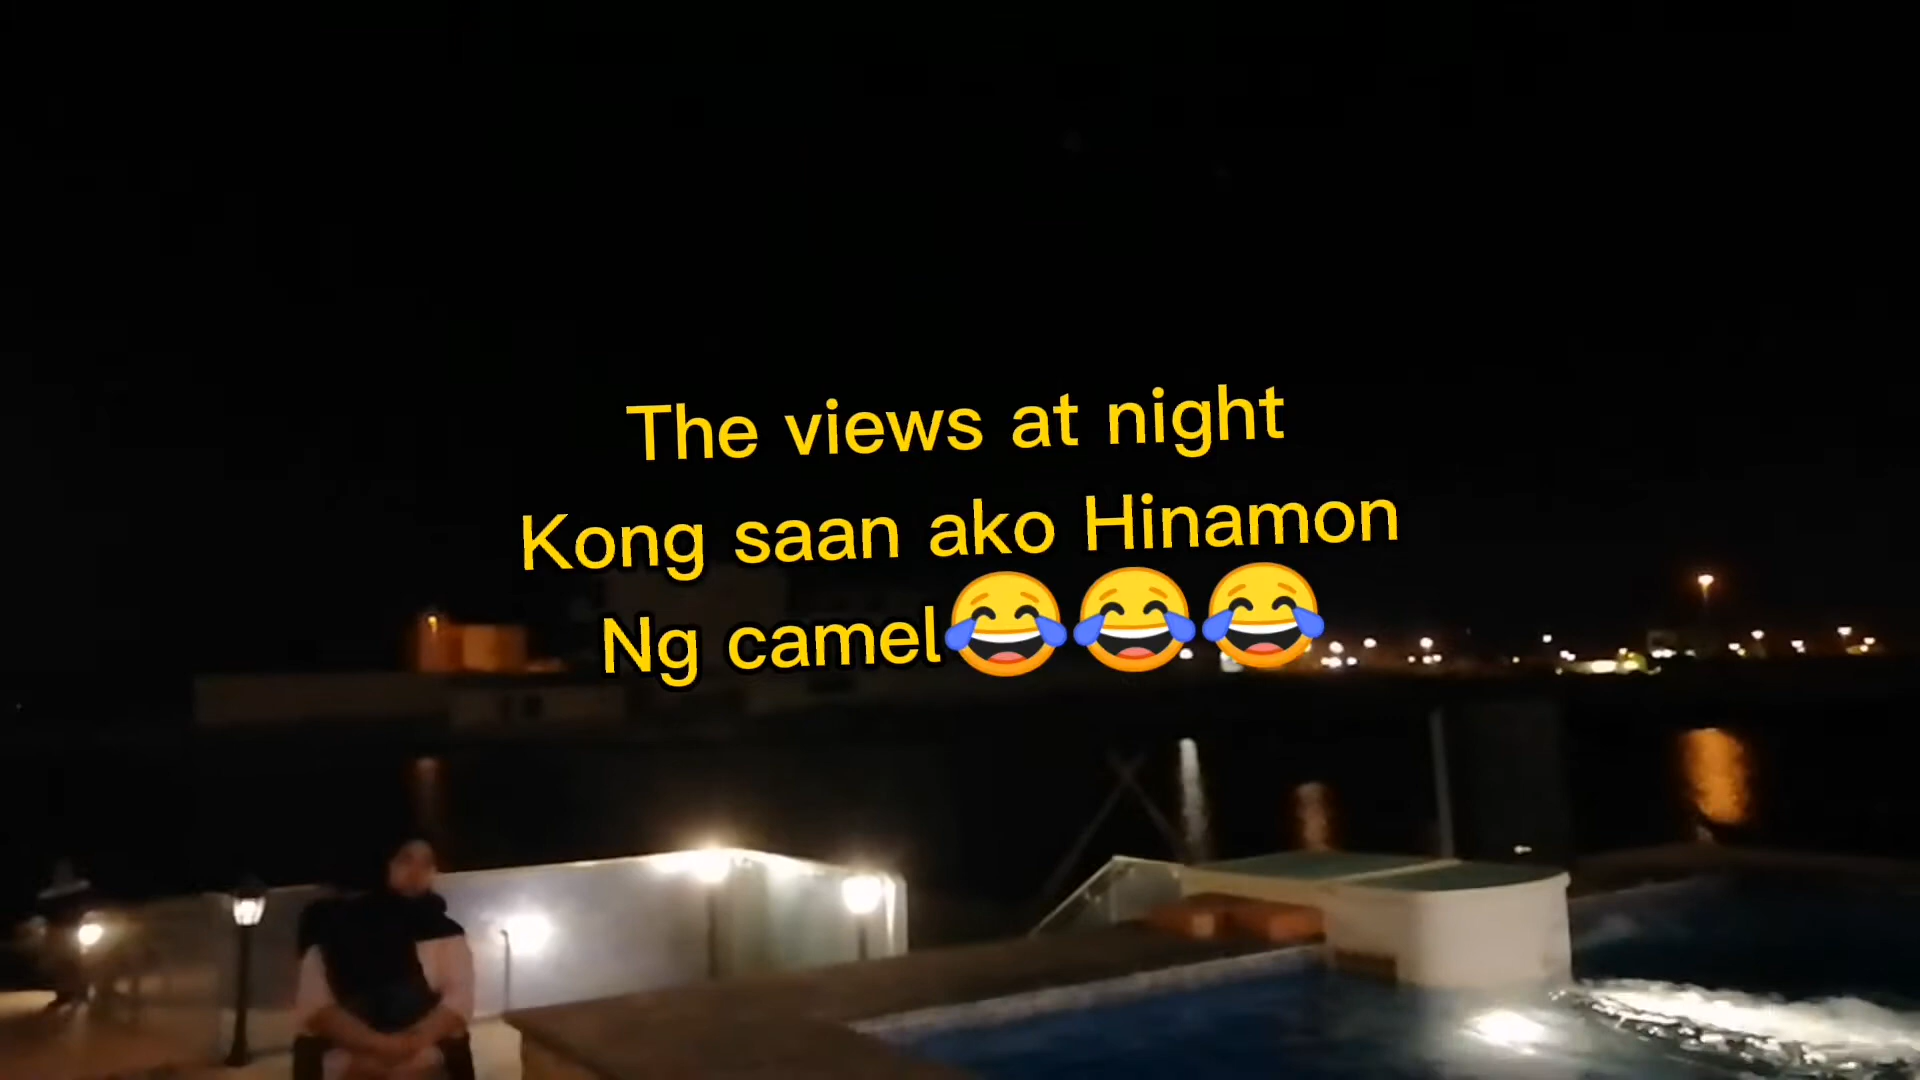 The views at night
Kong saan ako Hinamon
Ng camel😂😂😂